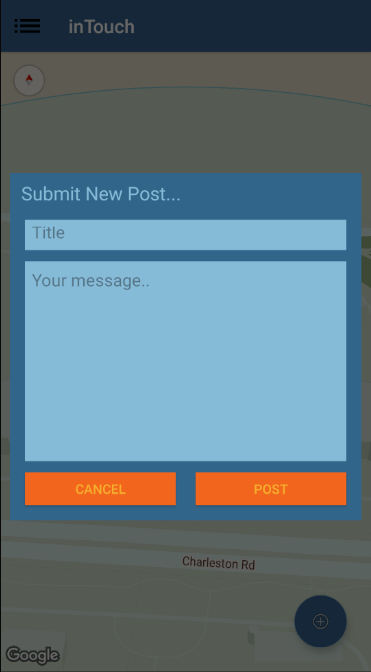 inTouch
Submit New Post...
Title
Your message..
CANCEL POST
Charleston Rd
Google